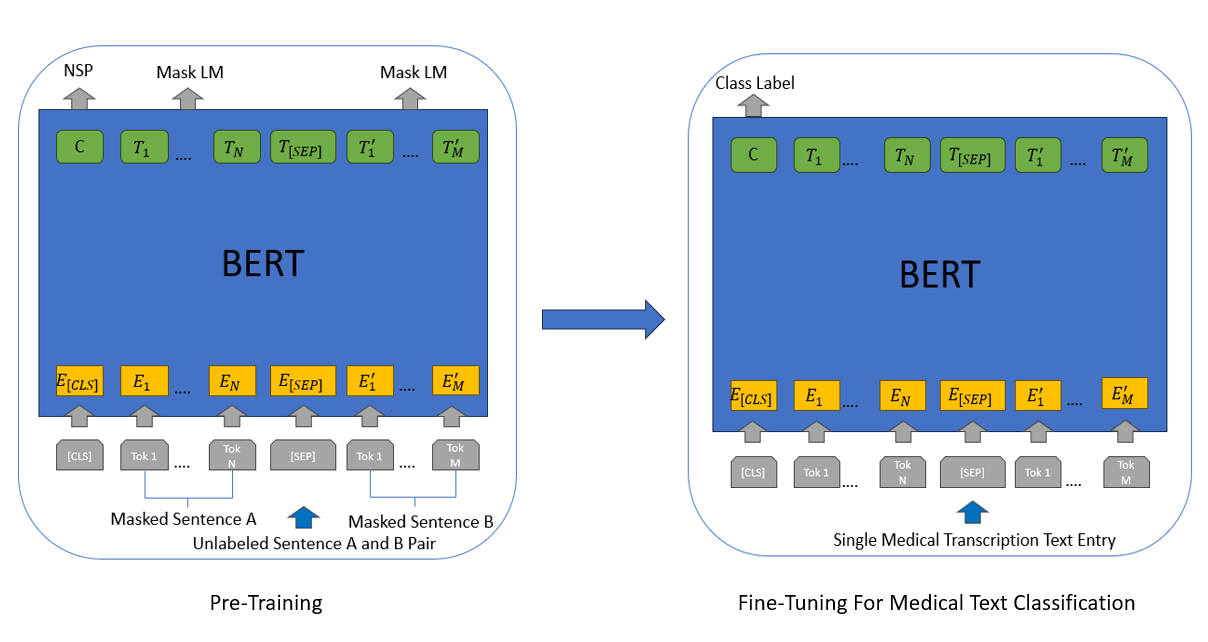 NSP Mask LM Mask LM
C T_1 .... T_N T_[SEP] T'_1 .... T'_M
BERT
E_[CLS] E_1 .... E_N E_[SEP] E'_1 .... E'_M
[CLS] Tok 1 .... Tok N [SEP] Tok 1 .... Tok M
Masked Sentence A Masked Sentence B
Unlabeled Sentence A and B Pair
Pre-Training
Class Label
C T_1 .... T_N T_[SEP] T'_1 .... T'_M
BERT
E_[CLS] E_1 .... E_N E_[SEP] E'_1 .... E'_M
[CLS] Tok 1 .... Tok N [SEP] Tok 1 .... Tok M
Single Medical Transcription Text Entry
Fine-Tuning For Medical Text Classification